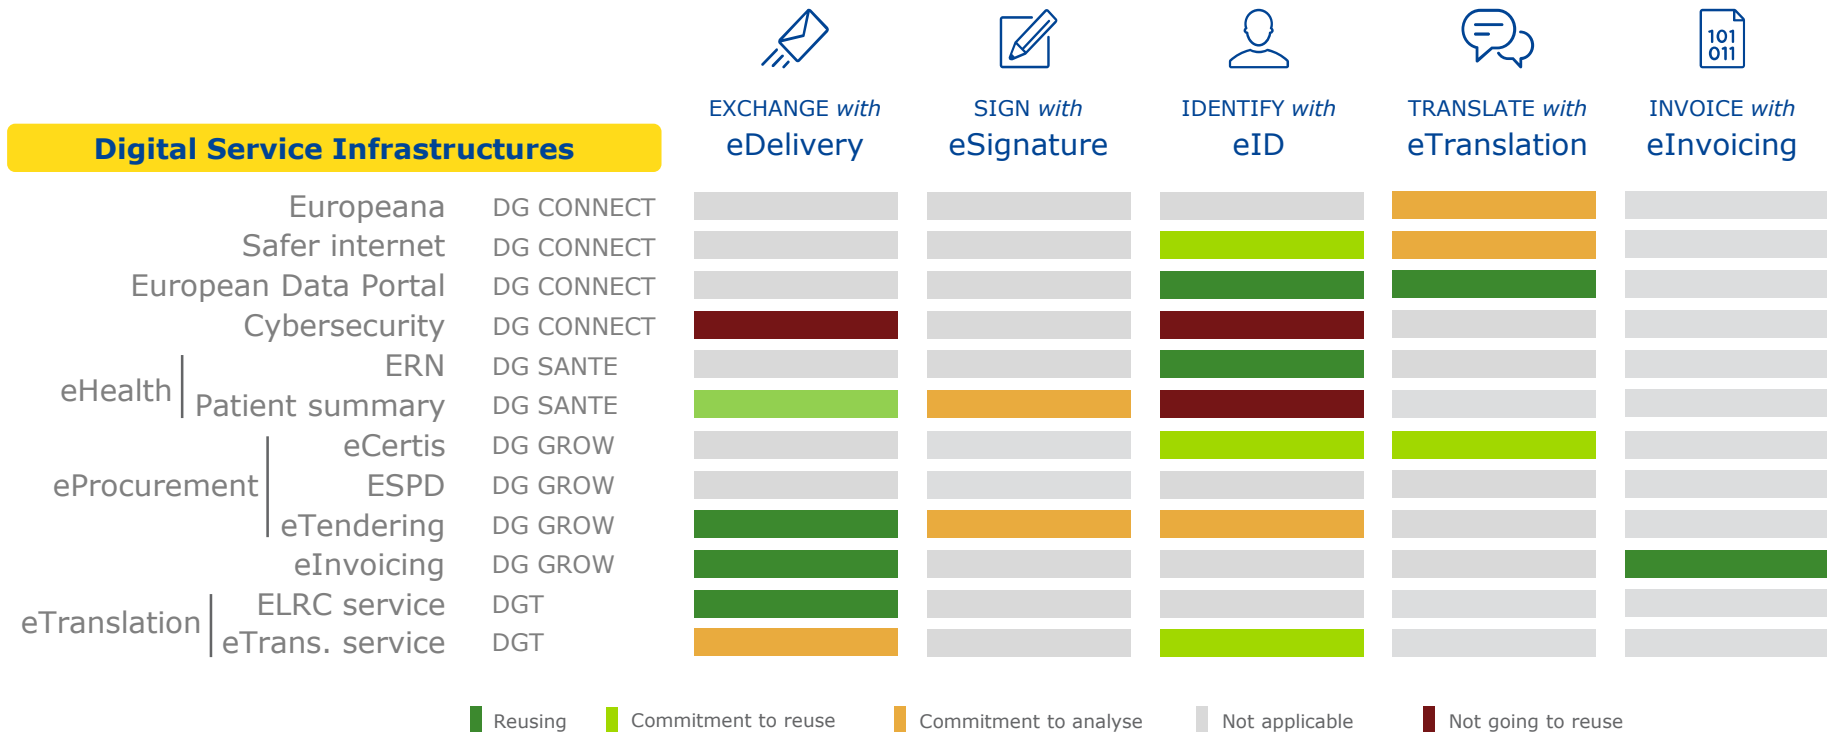 101
011
EXCHANGE with
eDelivery
SIGN with
eSignature
IDENTIFY with
eID
TRANSLATE with
eTranslation
INVOICE with
eInvoicing
Digital Service Infrastructures
Europeana DG CONNECT
Safer internet DG CONNECT
European Data Portal DG CONNECT
Cybersecurity DG CONNECT
eHealth
ERN DG SANTE
Patient summary DG SANTE
eProcurement
eCertis DG GROW
ESPD DG GROW
eTendering DG GROW
eInvoicing DG GROW
eTranslation
ELRC service DGT
eTrans. service DGT
Reusing Commitment to reuse Commitment to analyse Not applicable Not going to reuse